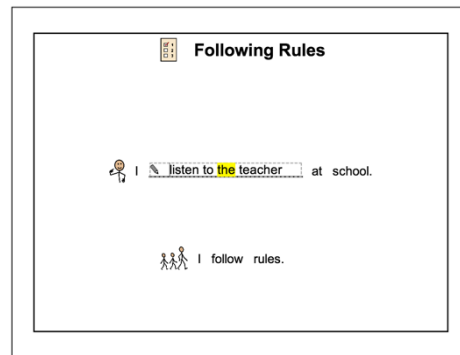 Following Rules
I listen to the teacher at school.
I follow rules.